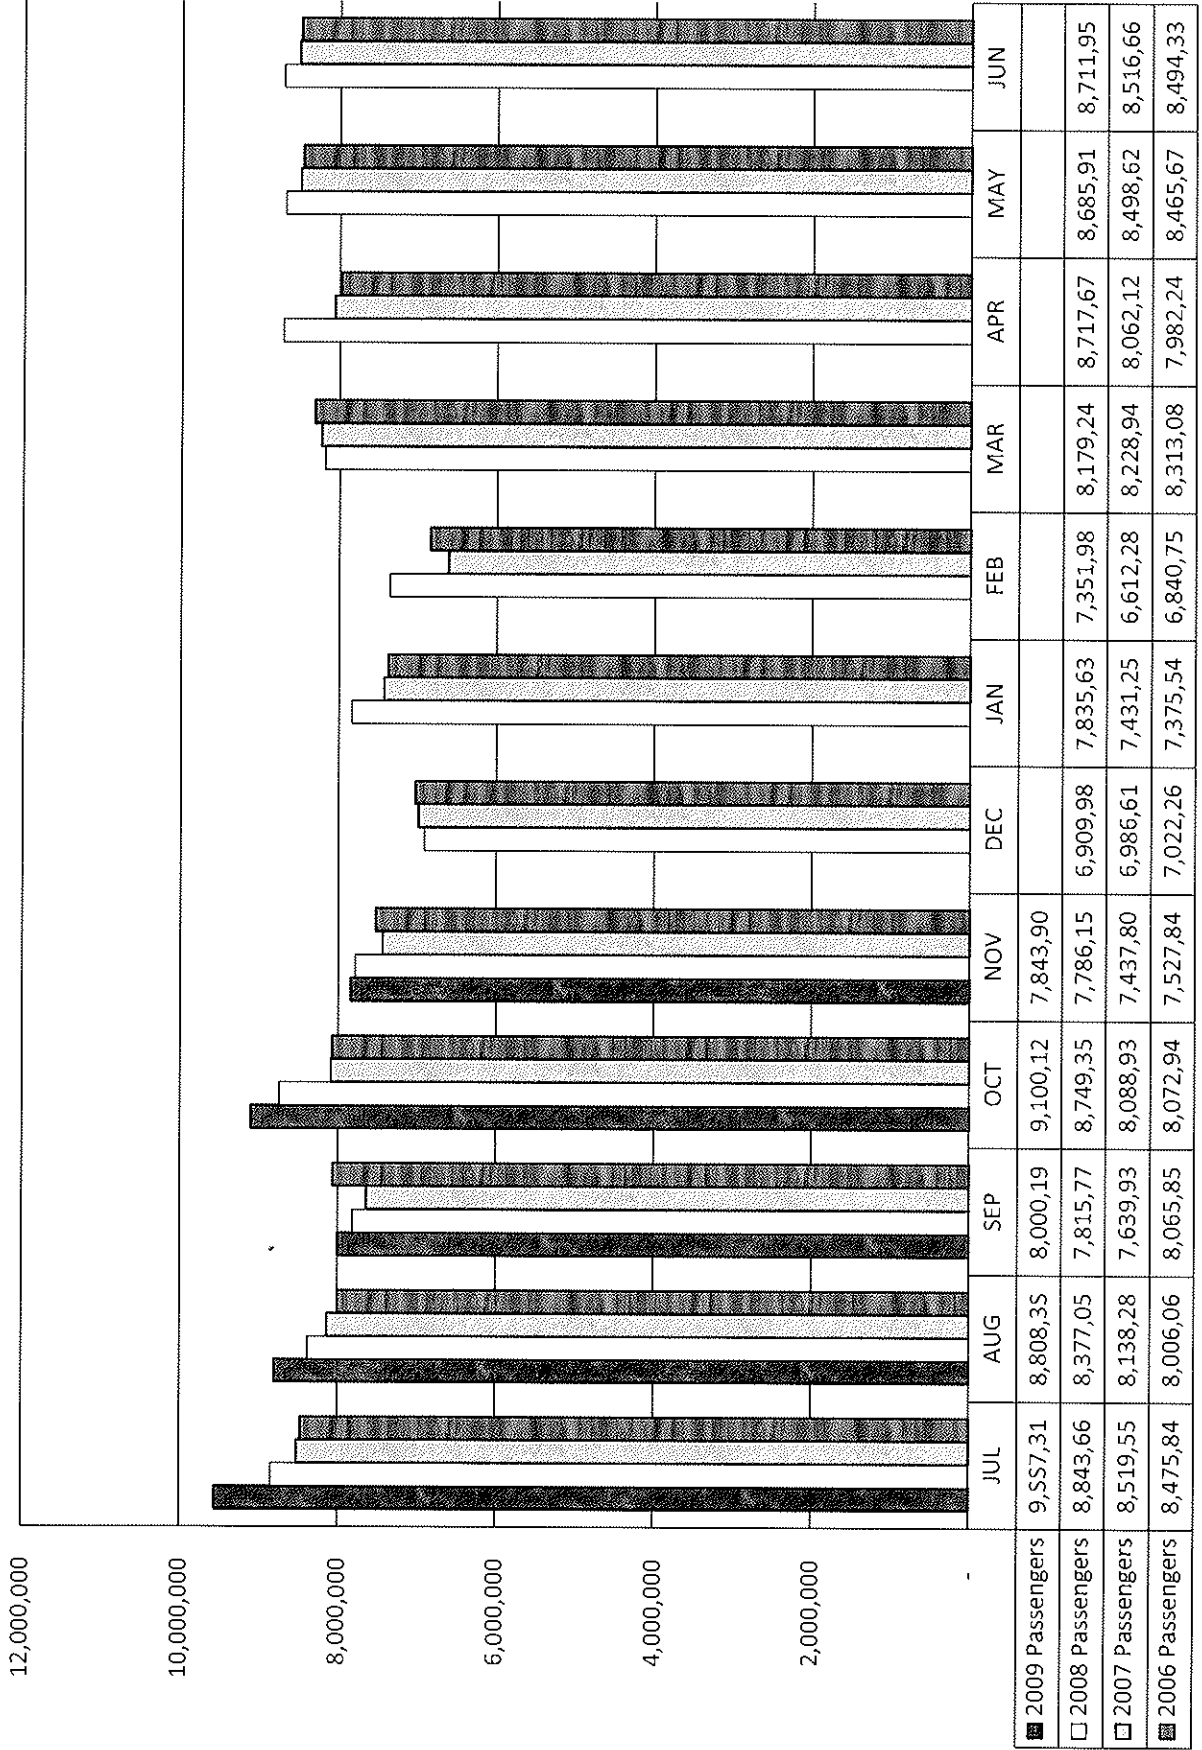 12,000,000
10,000,000
8,000,000
6,000,000
4,000,000
2,000,000
-
JUL AUG SEP OCT NOV DEC JAN FEB MAR APR MAY JUN
2009 Passengers 9,557,31 8,808,35 8,000,19 9,100,12 7,843,90
2008 Passengers 8,843,66 8,377,05 7,815,77 8,749,35 7,786,15 6,909,98 7,835,63 7,351,98 8,179,24 8,717,67 8,685,91 8,711,95
2007 Passengers 8,519,55 8,138,28 7,639,93 8,088,93 7,437,80 6,986,61 7,431,25 6,612,28 8,228,94 8,062,12 8,498,62 8,516,66
2006 Passengers 8,475,84 8,006,06 8,065,85 8,072,94 7,527,84 7,022,26 7,375,54 6,840,75 8,313,08 7,982,24 8,465,67 8,494,33